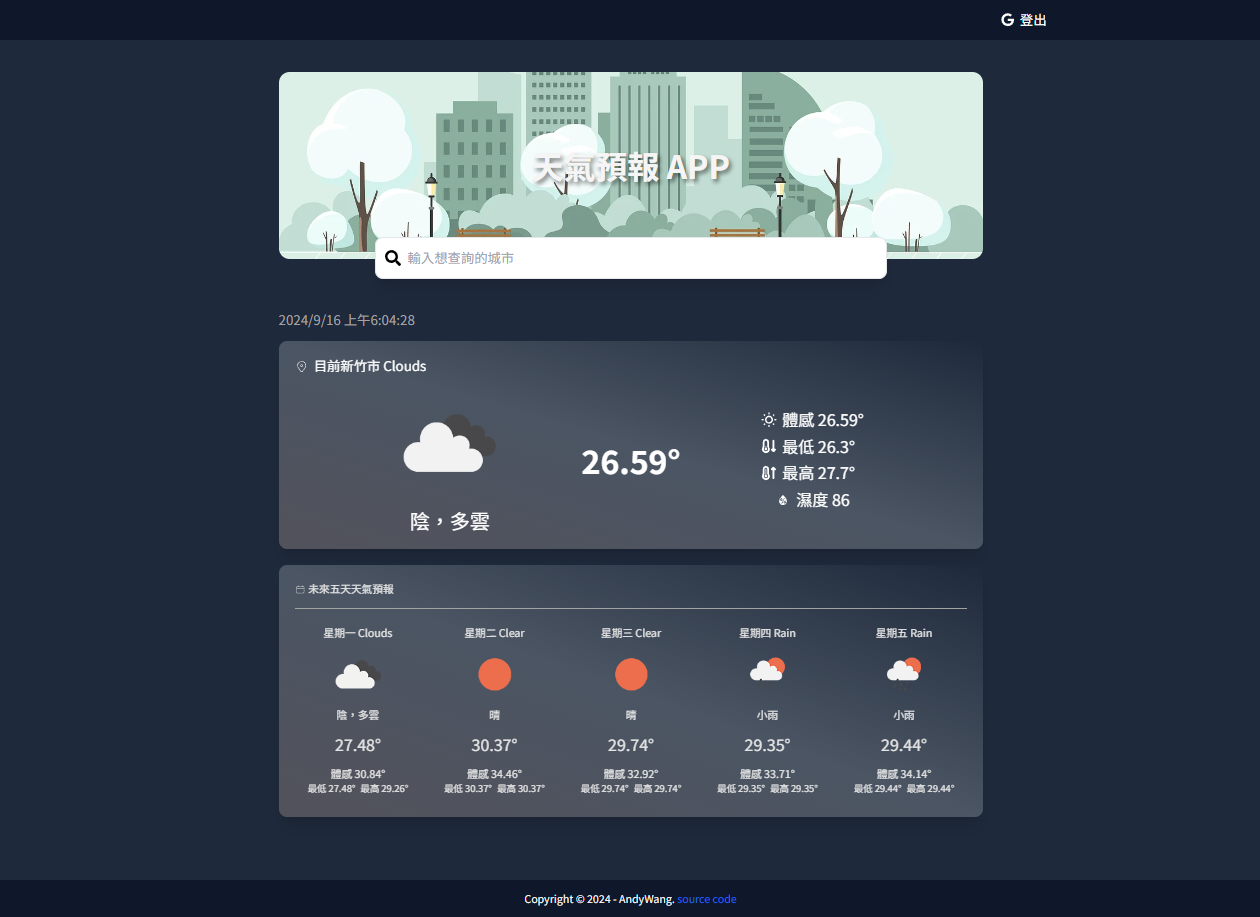 登出
天氣預報 APP
輸入想查詢的城市
2024/9/16 上午6:04:28
目前新竹市 Clouds
陰，多雲
26.59°
體感 26.59°
最低 26.3°
最高 27.7°
濕度 86
未來五天天氣預報
星期一 Clouds
陰，多雲
27.48°
體感 30.84°
最低 27.48° 最高 29.26°
星期二 Clear
晴
30.37°
體感 34.46°
最低 30.37° 最高 30.37°
星期三 Clear
晴
29.74°
體感 32.92°
最低 29.74° 最高 29.74°
星期四 Rain
小雨
29.35°
體感 33.71°
最低 29.35° 最高 29.35°
星期五 Rain
小雨
29.44°
體感 34.14°
最低 29.44° 最高 29.44°
Copyright © 2024 - AndyWang. source code